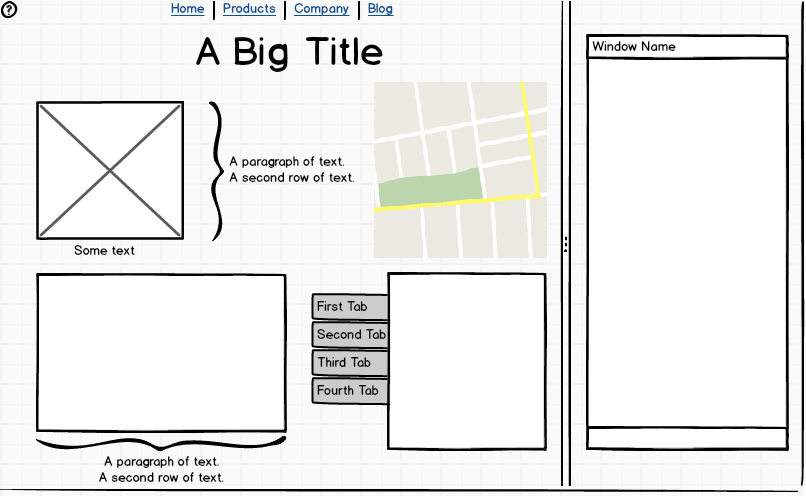 ?
Home Products Company Blog
A Big Title
Window Name
A paragraph of text.
A second row of text.
Some text
First Tab
Second Tab
Third Tab
Fourth Tab
A paragraph of text.
A second row of text.